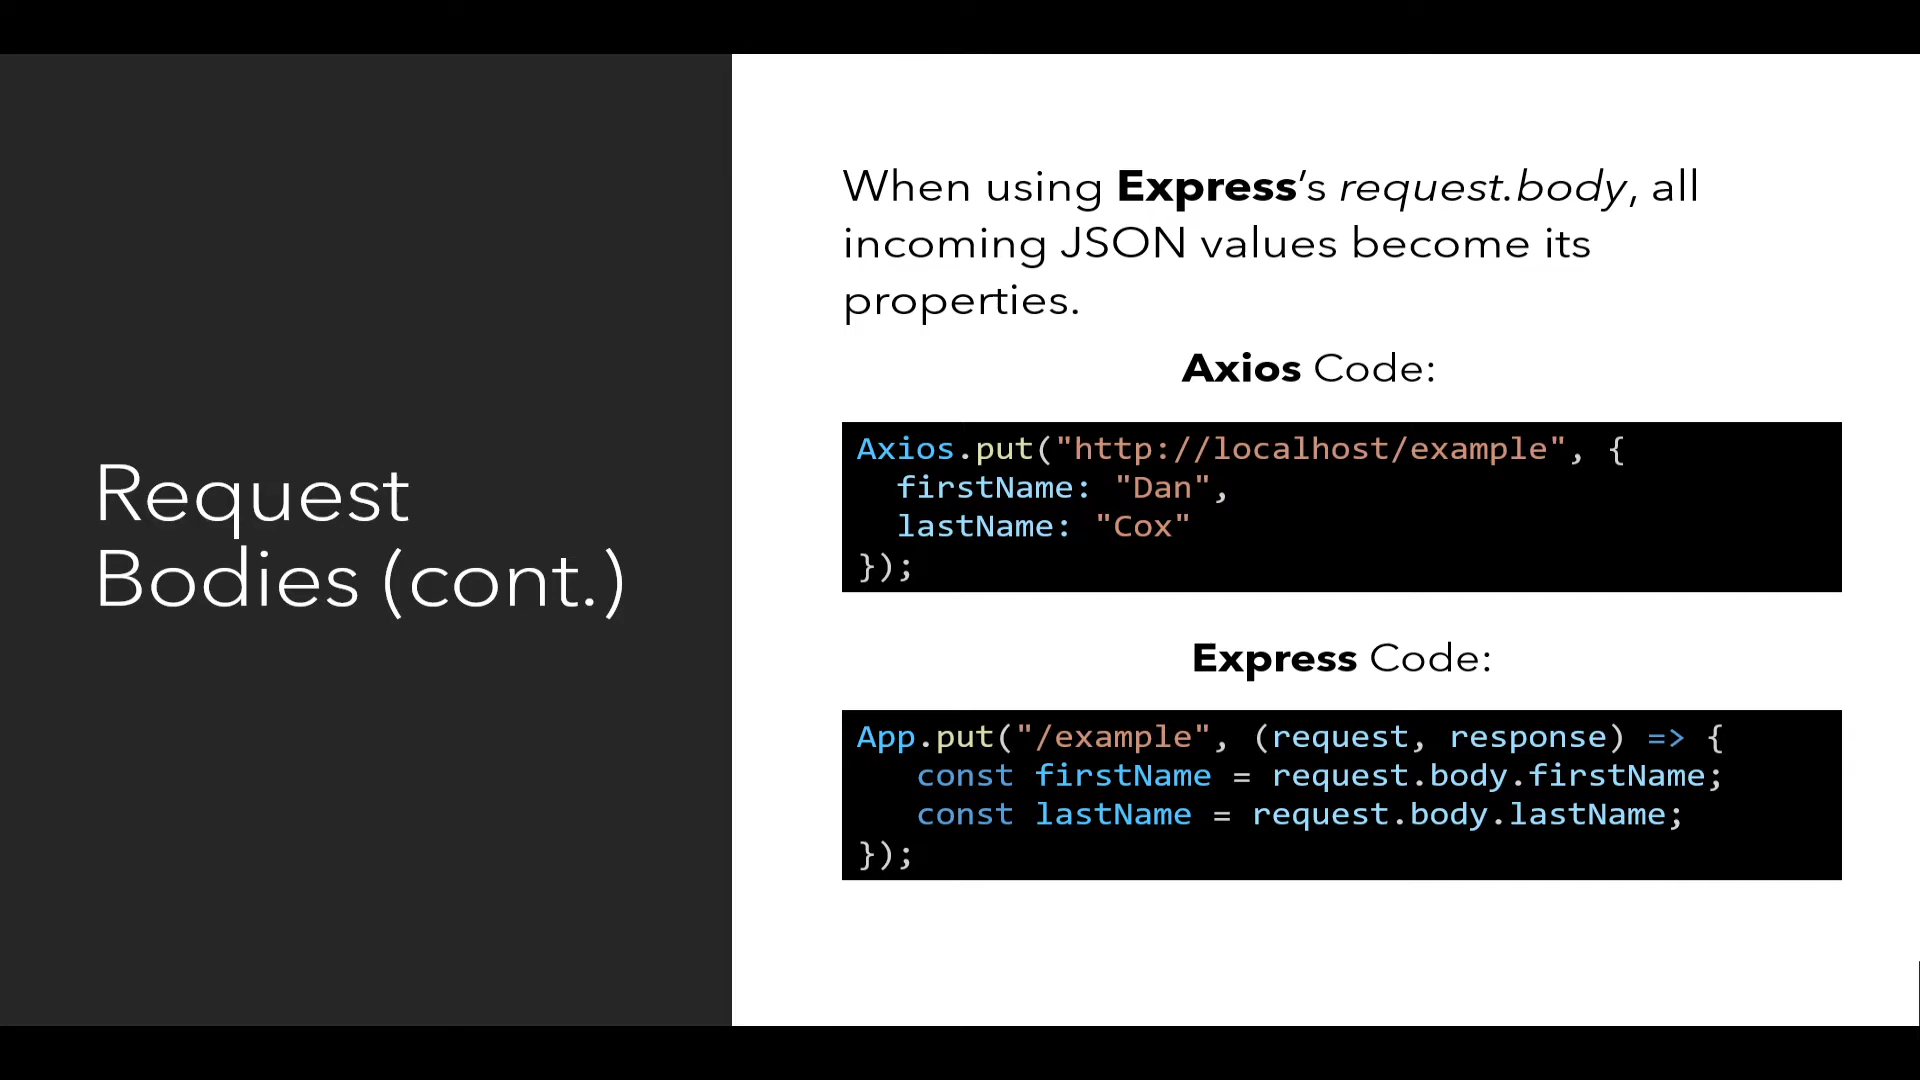 Request
Bodies (cont.)
When using Express’s request.body, all
incoming JSON values become its
properties.
Axios Code:
Axios.put("http://localhost/example", {
  firstName: "Dan",
  lastName: "Cox"
});
Express Code:
App.put("/example", (request, response) => {
   const firstName = request.body.firstName;
   const lastName = request.body.lastName;
});